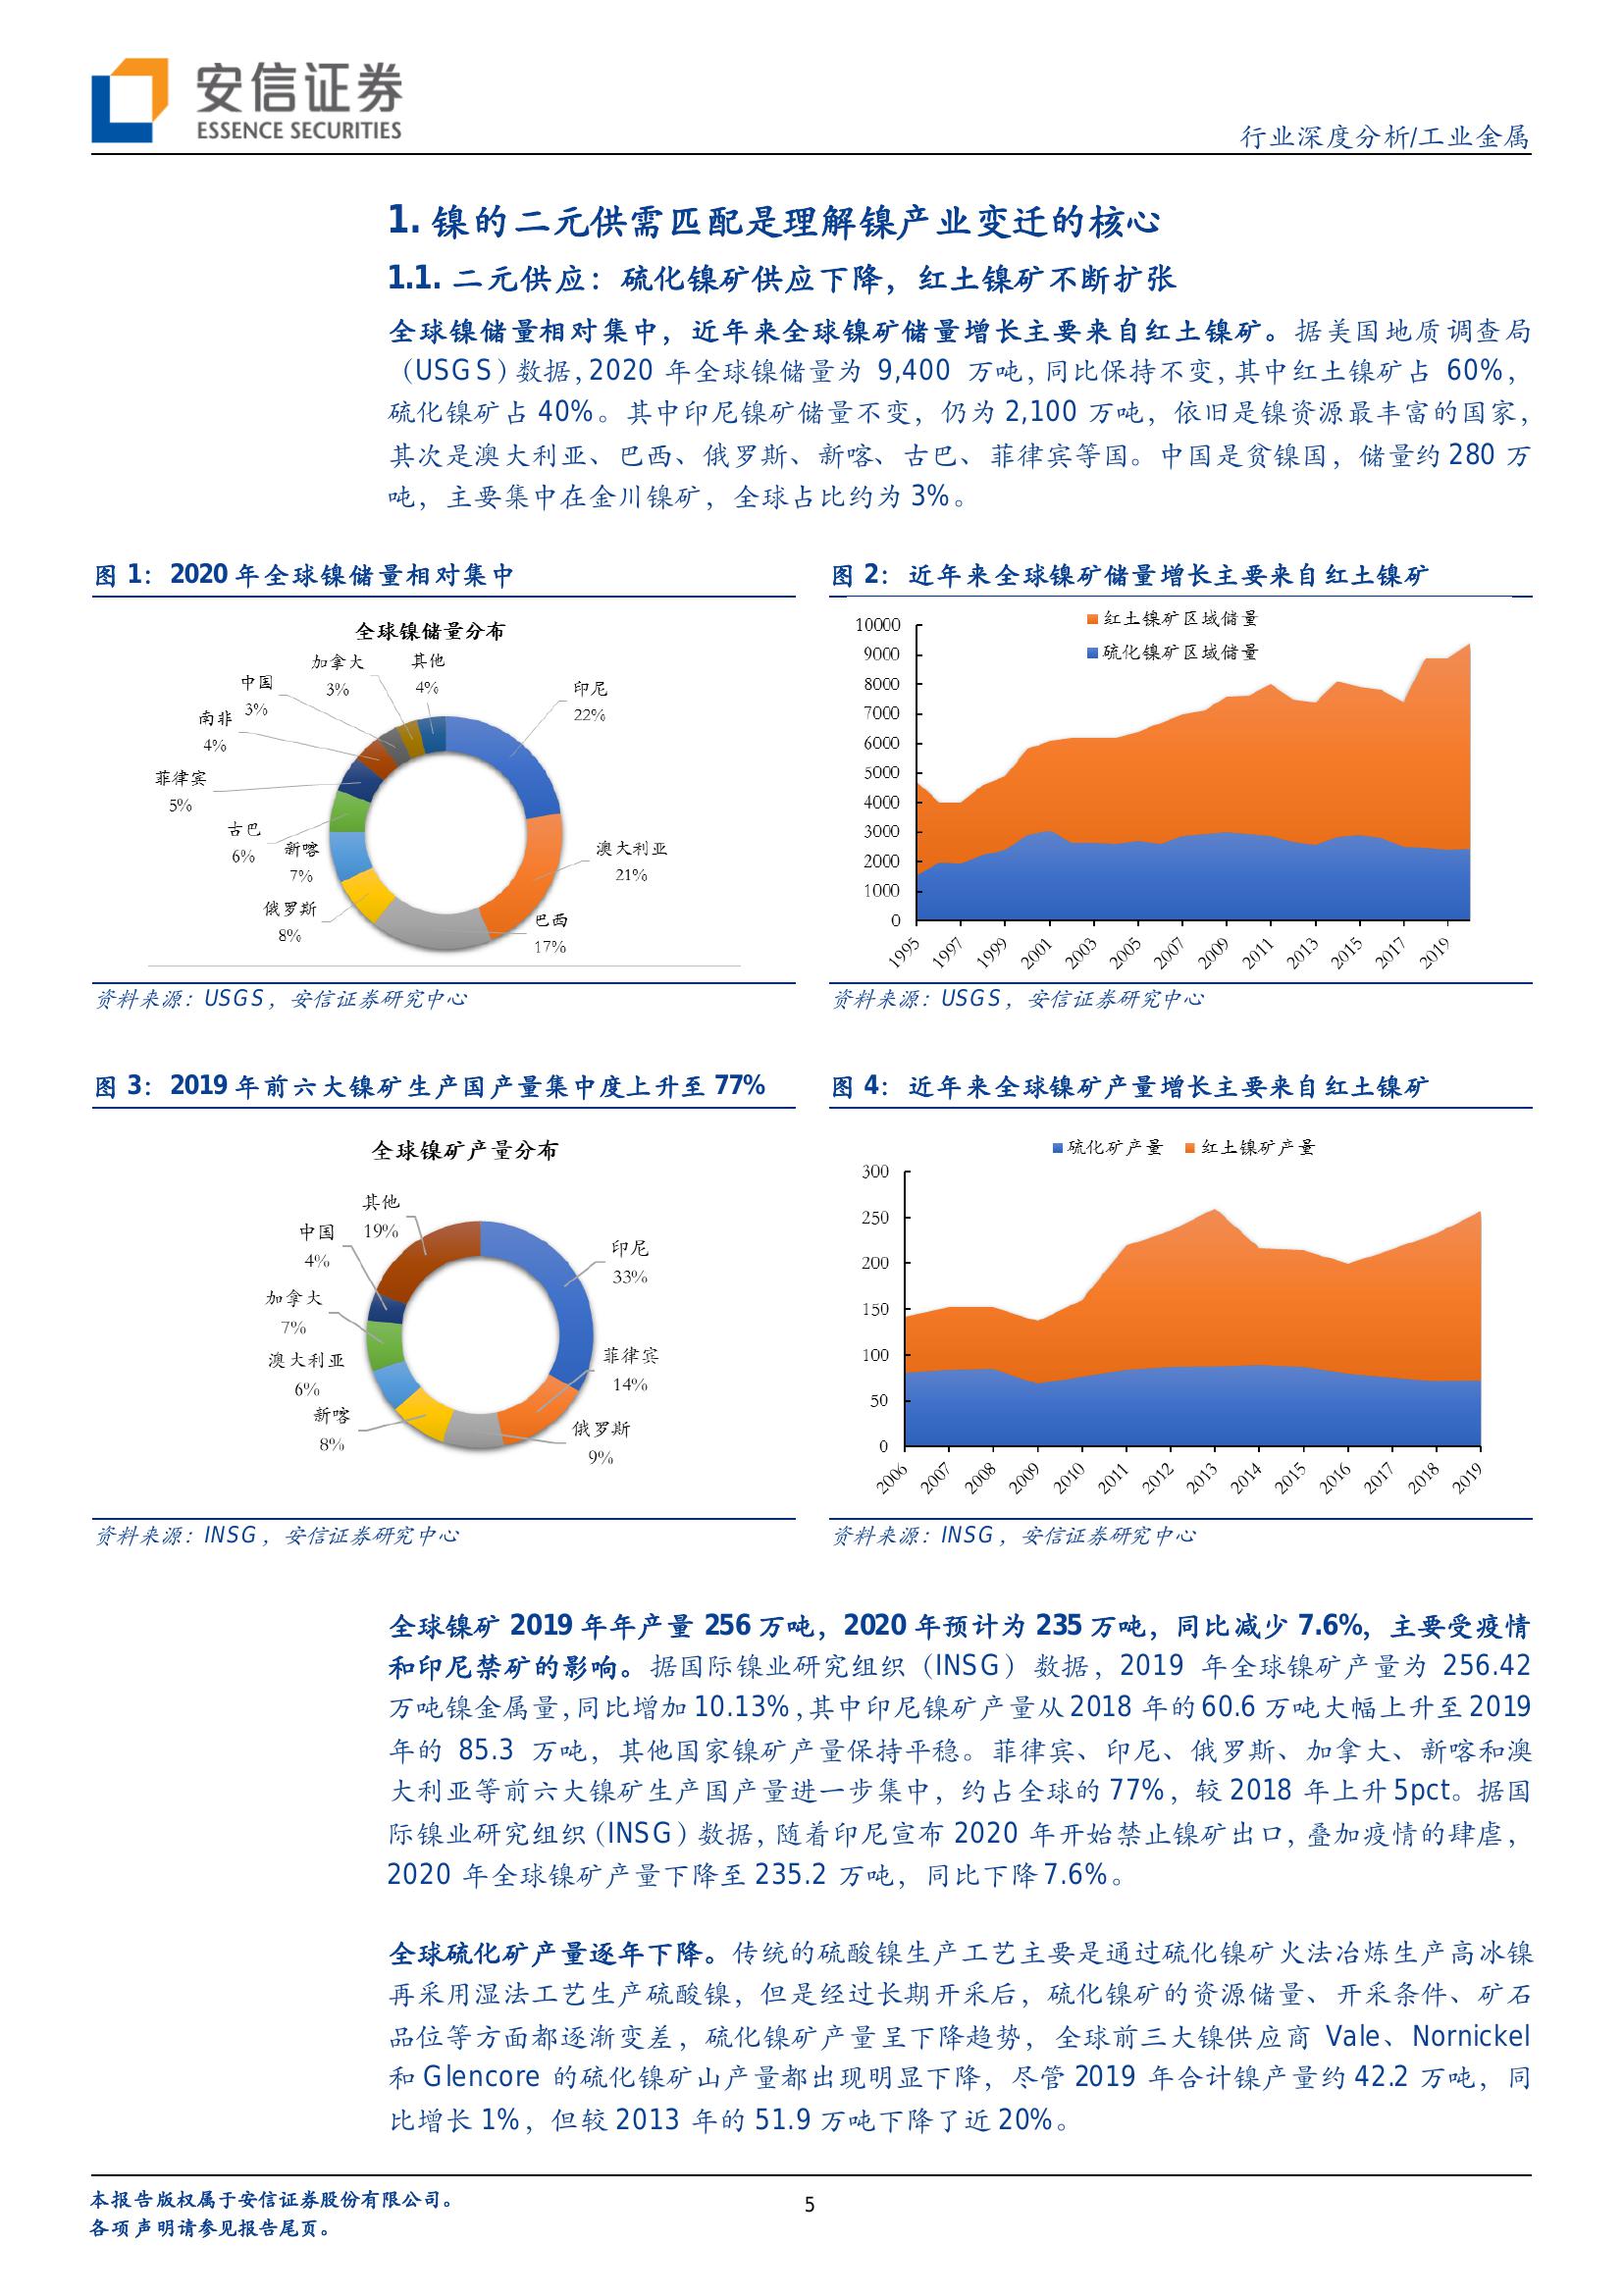 安信证券
ESSENCE SECURITIES
行业深度分析/工业金属
1. 镍的二元供需匹配是理解镍产业变迁的核心
1.1. 二元供应：硫化镍矿供应下降，红土镍矿不断扩张
全球镍储量相对集中，近年来全球镍矿储量增长主要来自红土镍矿。据美国地质调查局
（USGS）数据，2020 年全球镍储量为 9,400 万吨，同比保持不变，其中红土镍矿占 60%，
硫化镍矿占 40%。其中印尼镍矿储量不变，仍为 2,100 万吨，依旧是镍资源最丰富的国家，
其次是澳大利亚、巴西、俄罗斯、新喀、古巴、菲律宾等国。中国是贫镍国，储量约 280 万
吨，主要集中在金川镍矿，全球占比约为 3%。
图 1：2020 年全球镍储量相对集中
全球镍储量分布
其他
4%
加拿大
3%
中国
3%
南非
4%
菲律宾
5%
古巴
6%
新喀
7%
俄罗斯
8%
印尼
22%
澳大利亚
21%
巴西
17%
资料来源：USGS，安信证券研究中心
图 2：近年来全球镍矿储量增长主要来自红土镍矿
红土镍矿区域储量
硫化镍矿区域储量
10000
9000
8000
7000
6000
5000
4000
3000
2000
1000
0
1995
1997
1999
2001
2003
2005
2007
2009
2011
2013
2015
2017
2019
资料来源：USGS，安信证券研究中心
图 3：2019 年前六大镍矿生产国产量集中度上升至 77%
全球镍矿产量分布
其他
19%
中国
4%
加拿大
7%
澳大利亚
6%
新喀
8%
印尼
33%
菲律宾
14%
俄罗斯
9%
资料来源：INSG，安信证券研究中心
图 4：近年来全球镍矿产量增长主要来自红土镍矿
硫化矿产量 红土镍矿产量
300
250
200
150
100
50
0
2006
2007
2008
2009
2010
2011
2012
2013
2014
2015
2016
2017
2018
2019
资料来源：INSG，安信证券研究中心
全球镍矿 2019 年年产量 256 万吨，2020 年预计为 235 万吨，同比减少 7.6%，主要受疫情
和印尼禁矿的影响。据国际镍业研究组织（INSG）数据，2019 年全球镍矿产量为 256.42
万吨镍金属量，同比增加 10.13%，其中印尼镍矿产量从 2018 年的 60.6 万吨大幅上升至 2019
年的 85.3 万吨，其他国家镍矿产量保持平稳。菲律宾、印尼、俄罗斯、加拿大、新喀和澳
大利亚等前六大镍矿生产国产量进一步集中，约占全球的 77%，较 2018 年上升 5pct。据国
际镍业研究组织（INSG）数据，随着印尼宣布 2020 年开始禁止镍矿出口，叠加疫情的肆虐，
2020 年全球镍矿产量下降至 235.2 万吨，同比下降 7.6%。
全球硫化矿产量逐年下降。传统的硫酸镍生产工艺主要是通过硫化镍矿火法冶炼生产高冰镍
再采用湿法工艺生产硫酸镍，但是经过长期开采后，硫化镍矿的资源储量、开采条件、矿石
品位等方面都逐渐变差，硫化镍矿产量呈下降趋势，全球前三大镍供应商 Vale、Nornickel
和 Glencore 的硫化镍矿山产量都出现明显下降，尽管 2019 年合计镍产量约 42.2 万吨，同
比增长 1%，但较 2013 年的 51.9 万吨下降了近 20%。
本报告版权属于安信证券股份有限公司。
各项声明请参见报告尾页。
5